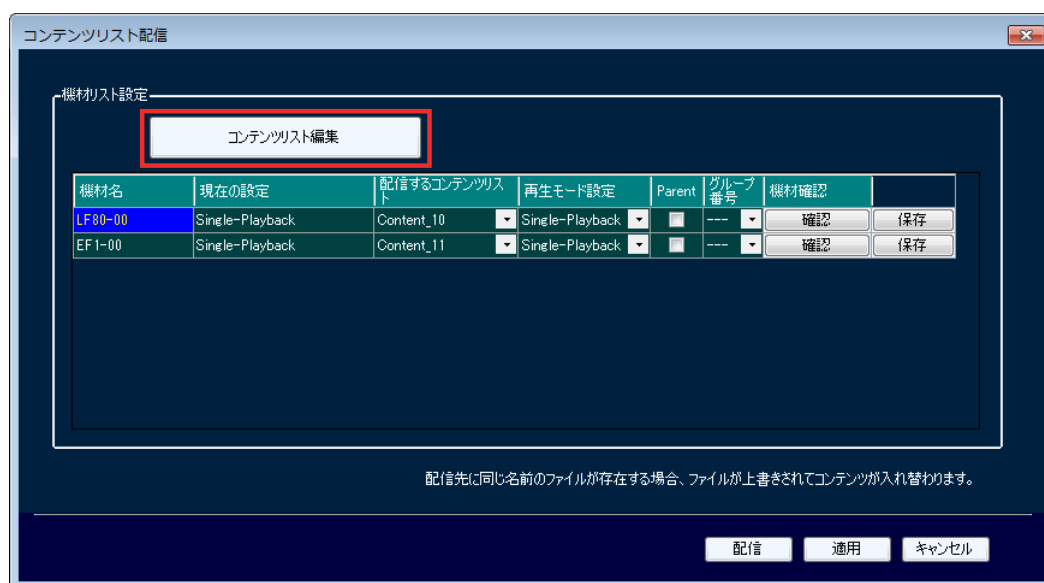 コンテンツリスト配信
機材リスト設定
コンテンツリスト編集
機材名 現在の設定 配信するコンテンツリスト 再生モード設定 Parent グループ番号 機材確認
LF80-00 Single-Playback Content_10 Single-Playback --- 確認 保存
EF1-00 Single-Playback Content_11 Single-Playback --- 確認 保存
配信先に同じ名前のファイルが存在する場合、ファイルが上書きされてコンテンツが入れ替わります。
配信 適用 キャンセル